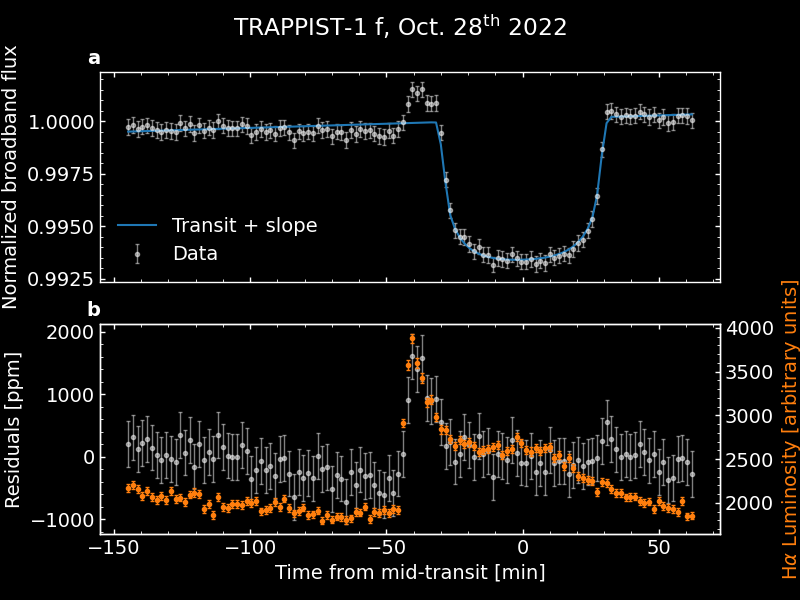 TRAPPIST-1 f, Oct. 28th 2022
a
Normalized broadband flux
1.0000
0.9975
0.9950
0.9925
Transit + slope
Data
b
Residuals [ppm]
2000
1000
0
−1000
4000
3500
3000
2500
2000
Hα Luminosity [arbitrary units]
−150
−100
−50
0
50
Time from mid-transit [min]